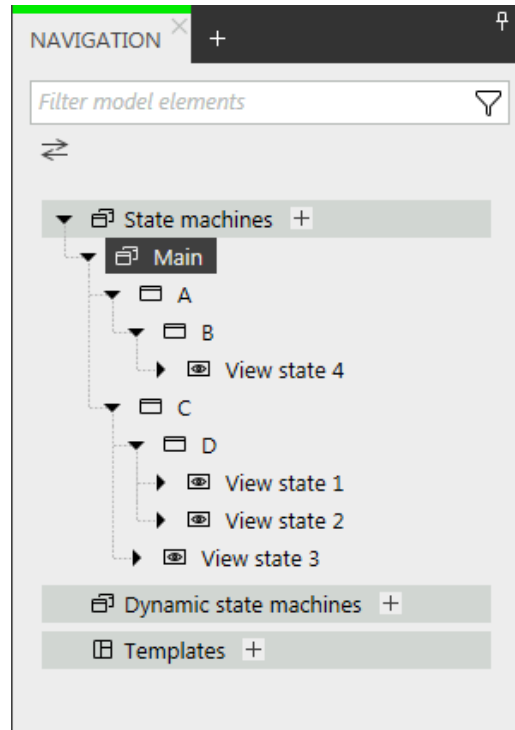 NAVIGATION
Filter model elements
State machines
Main
A
B
View state 4
C
D
View state 1
View state 2
View state 3
Dynamic state machines
Templates